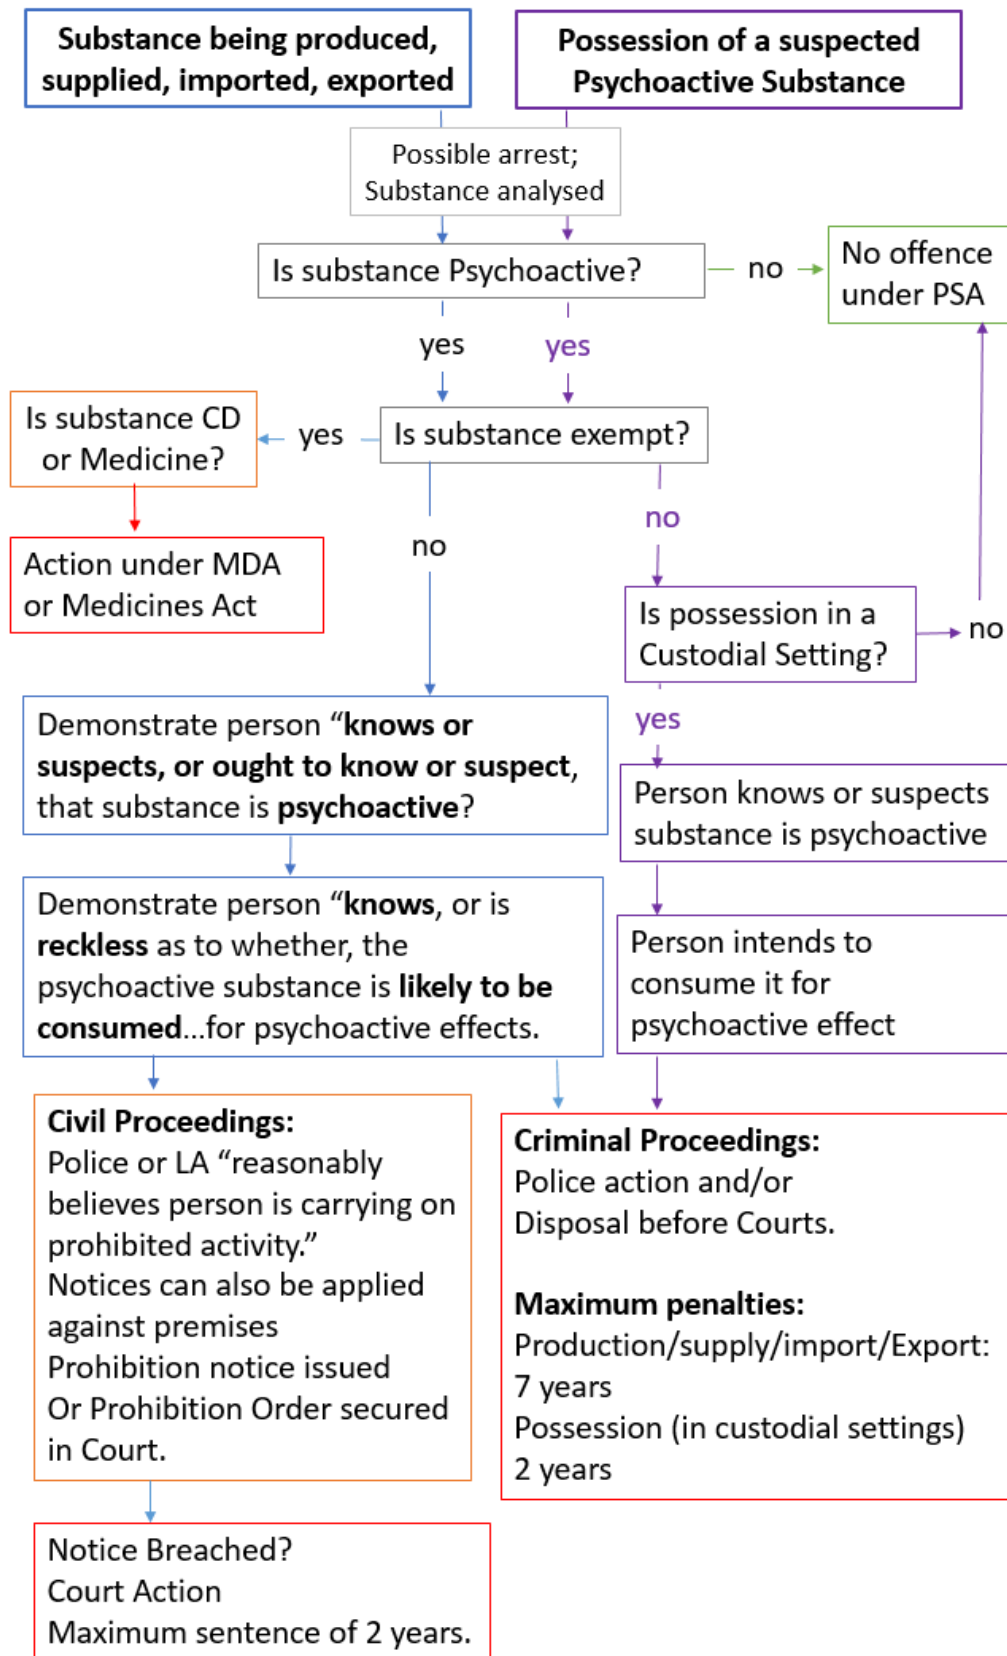 Substance being produced,
supplied, imported, exported
Possession of a suspected
Psychoactive Substance
Possible arrest;
Substance analysed
Is substance Psychoactive?
no
No offence
under PSA
yes
yes
Is substance CD
or Medicine?
yes
Is substance exempt?
no
no
Action under MDA
or Medicines Act
Is possession in a
Custodial Setting?
no
yes
Demonstrate person “knows or
suspects, or ought to know or suspect,
that substance is psychoactive?
Person knows or suspects
substance is psychoactive
Demonstrate person “knows, or is
reckless as to whether, the
psychoactive substance is likely to be
consumed...for psychoactive effects.
Person intends to
consume it for
psychoactive effect
Civil Proceedings:
Police or LA “reasonably
believes person is carrying on
prohibited activity.”
Notices can also be applied
against premises
Prohibition notice issued
Or Prohibition Order secured
in Court.
Criminal Proceedings:
Police action and/or
Disposal before Courts.
Maximum penalties:
Production/supply/import/Export:
7 years
Possession (in custodial settings)
2 years
Notice Breached?
Court Action
Maximum sentence of 2 years.